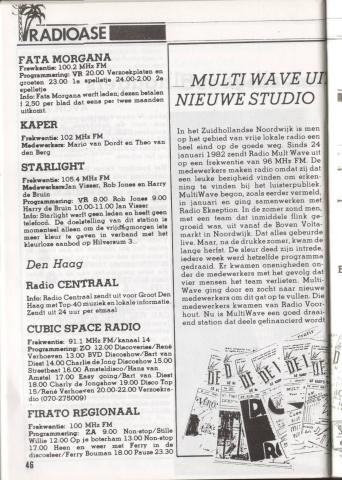 RADIOASE
FATA MORGANA
Frewkantie: 100.2 MHz FM
Programmering: VR 20.00 Verzoekplaten en
groeten 23.00 1e spelletje 24.00-2.00 2e
spelletje
Info: Fata Morgana werft leden; dezen betalen
f 2,50 per blad dat eens per twee maanden
uitkomt
KAPER
Frekwentie: 102 MHz FM
Medewerkers: Mario van Dordt en Theo van
den Berg
STARLIGHT
Frekwentie: 105.4 MHz FM
Medewerkers: Jan Visser, Rob Jones en Harry
de Bruin
Programmering: VR 8.00 Rob Jones 9.00
Harry de Bruin 10.00-11.00 Jan Visser
Info: Starlight werft geen leden en heeft geen
telefoon. De doelstelling van dit station is
momenteel alleen om de vrijdagmorgen iets
meer kleur te geven in verband met het
kleurloze aanbod op Hilversum 3...
Den Haag
Radio CENTRAAL
Info: Radio Centraal zendt uit voor Groot Den
Haag met Top-40 muziek en lokale informatie.
Zendt uit 24 uur per etmaal
CUBIC SPACE RADIO
Frekwentie: 91.1 MHz FM/kanaal 14
Programmering: ZO 12.00 Discoveries/René
Verhoeven 13.00 BVD Discoshow/Bart van
Diest 14.00 Charlie de Jong Discoshow 15.00
Streetbeat 16.00 Amsteldisco/Hans van
Amstel 17.00 Easy going/Bart van Diest
18.00 Charly de Jongshow 19.00 Disco Top
15/René Verhoeven 20.00-22.00 Verzoekra-
dio (070-275009)
FIRATO REGIONAAL
Frekwentie: 100 MHz FM
Programmering: ZA 9.00 Non-stop/Stille
Willie 12.00 Op je boterham 13.00 Non-stop
17.00 Heen en weer met Ferry in de
discosteer/Ferry Bouman 18.00 Pauze 23.30
46
MULTI WAVE UI
NIEUWE STUDIO
In het Zuidhollandse Noordwijk is men
op het gebied van vrije lokale radio een
heel eind op de goede weg. Sinds 24
januari 1982 zendt Radio Multi Wave uit
op een frekwentie van 96 MHz FM. De
medewerkers maken radio omdat zij dat
een leuke bezigheid vinden om erken-
ning te vinden bij het luisterpubliek.
MultiWave begon, zoals eerder vermeld,
in januari en ging samenwerken met
Radio Exseption. In de zomer zond men,
met een team dat inmiddels flink ge-
groeid was, uit vanaf de Boven Volta-
markt in Noordwijk. Dat alles gebeurde
live. Maar, na de drukke zomer, kwam de
lange herfst. De sleur deed zijn intrede,
iedere week werd hetzelfde programma
gedraaid. Er kwamen onenigheden on-
der de medewerkers met het gevolg dat
vier mensen het team verlieten. Multi-
Wave ging door en zocht naar nieuwe
medewerkers om dit gat op te vullen. Die
medewerkers kwamen van Radio Voor-
hout. Nu is MultiWave een goed draai-
end station dat deels gefinancierd wordt